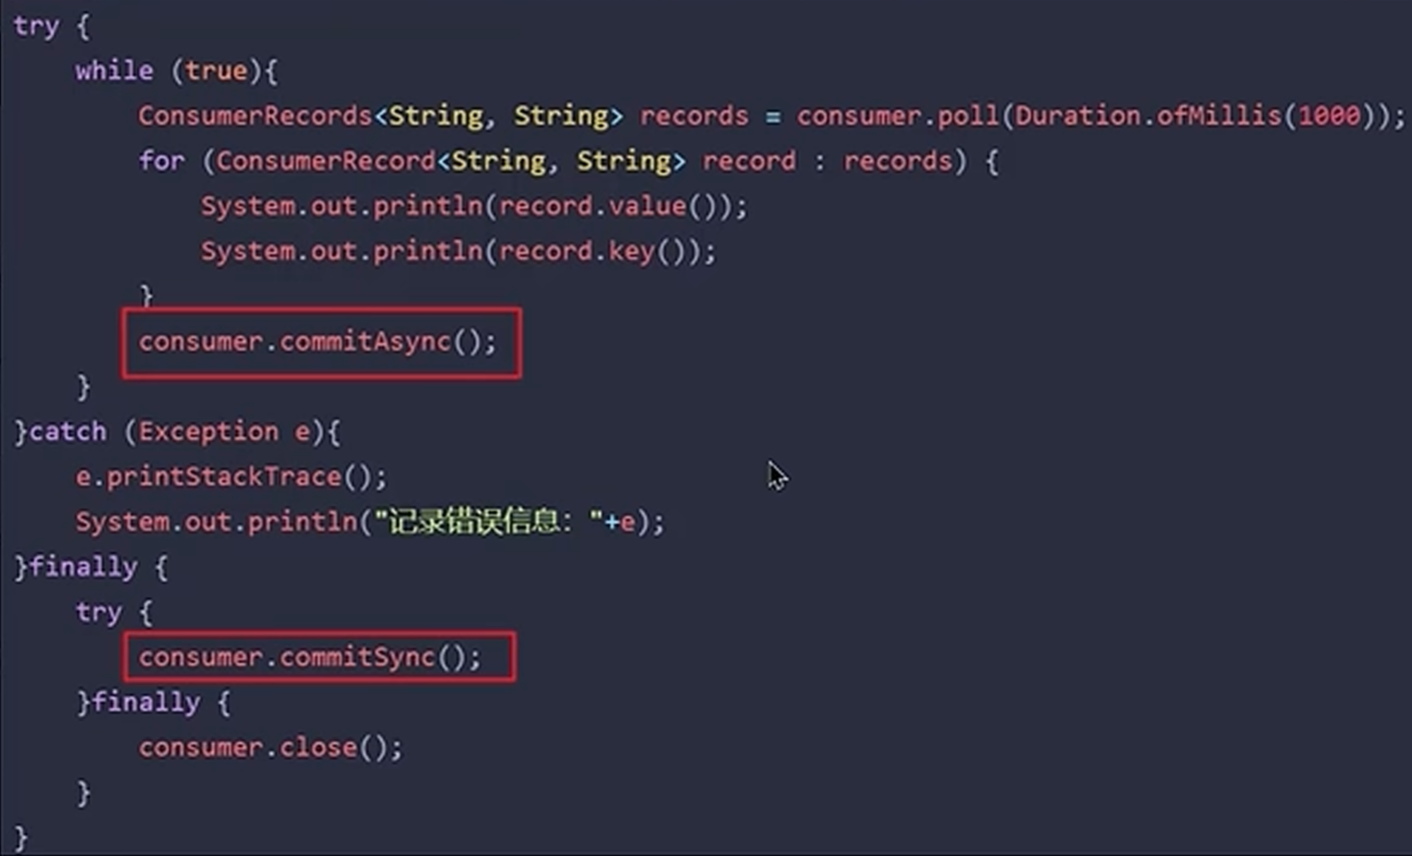 try {
while (true){
ConsumerRecords<String, String> records = consumer.poll(Duration.ofMillis(1000));
for (ConsumerRecord<String, String> record : records) {
System.out.println(record.value());
System.out.println(record.key());
}
consumer.commitAsync();
}
}catch (Exception e){
e.printStackTrace();
System.out.println("记录错误信息："+e);
}finally {
try {
consumer.commitSync();
}finally {
consumer.close();
}
}